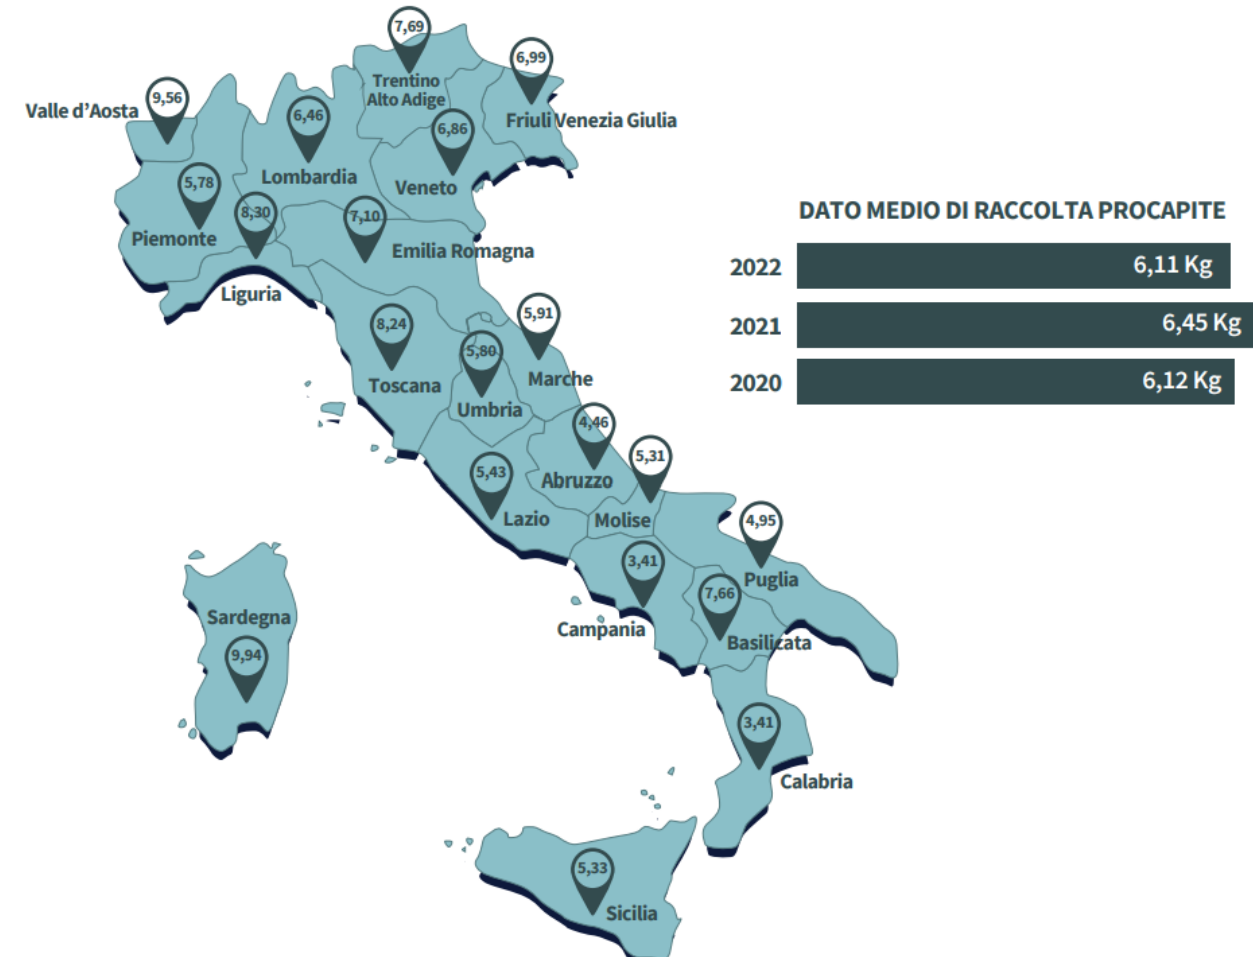 7,69
Trentino
Alto Adige
6,99
Friuli Venezia Giulia
Valle d’Aosta
9,56
6,46
Lombardia
6,86
Veneto
5,78
Piemonte
8,30
Liguria
7,10
Emilia Romagna
8,24
Toscana
5,80
Umbria
5,91
Marche
4,46
Abruzzo
5,31
Molise
5,43
Lazio
4,95
Puglia
3,41
Campania
7,66
Basilicata
Sardegna
9,94
3,41
Calabria
5,33
Sicilia
DATO MEDIO DI RACCOLTA PROCAPITE
2022 6,11 Kg
2021 6,45 Kg
2020 6,12 Kg